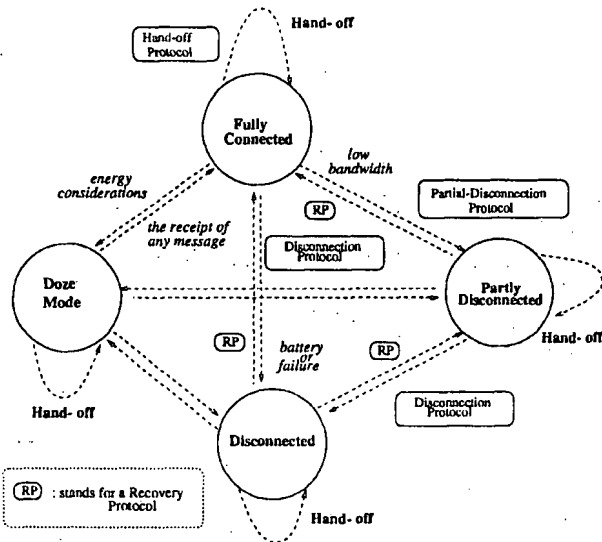 Hand- off
Hand-off
Protocol
Fully
Connected
low
bandwidth
energy
considerations
Partial-Disconnection
Protocol
RP
the receipt of
any message
Disconnection
Protocol
Doze
Mode
Partly
Disconnected
Hand- off
RP
battery
or
failure
RP
Hand- off
Disconnection
Protocol
Disconnected
RP : stands for a Recovery
Protocol
Hand- off